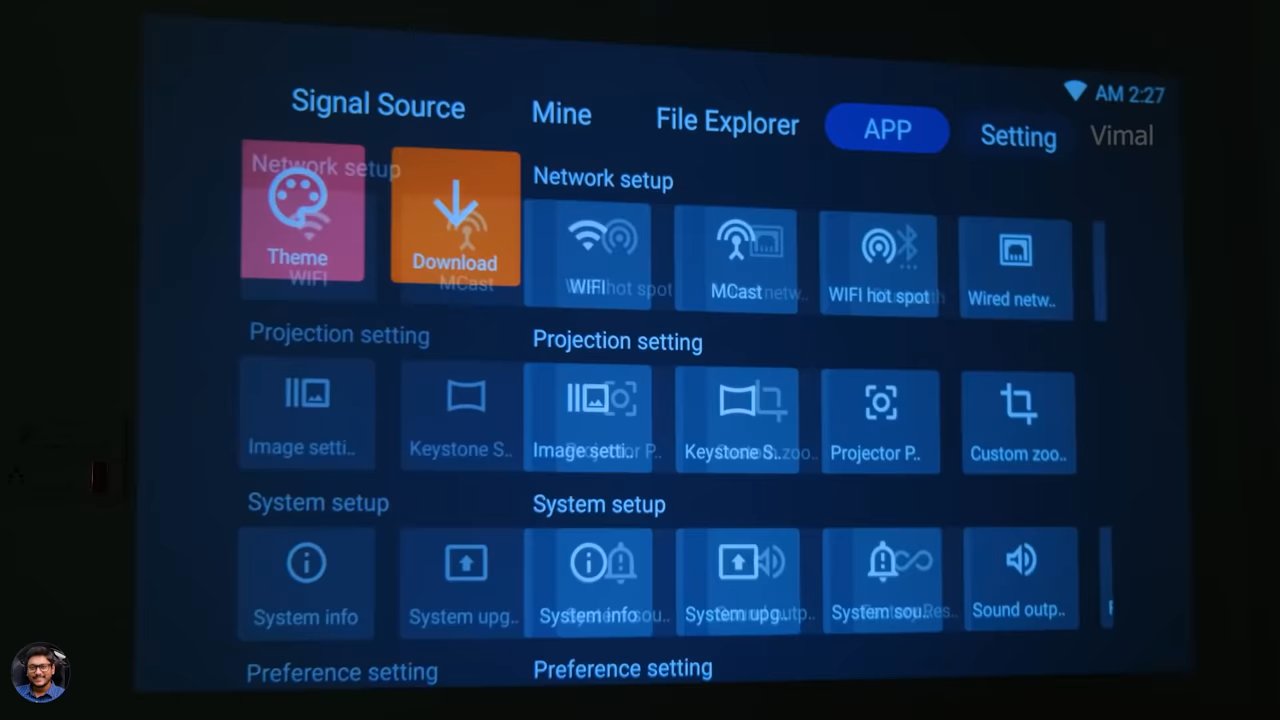 AM 2:27
Signal Source Mine File Explorer APP Setting Vimal
Network setup Network setup
Theme Download
WIFI MCast WIFI hot spot Wired netw..
WIFI MCast
Projection setting Projection setting
Image setti.. Keystone S.. Image setti.. Keystone S.. Projector P.. Custom zoo..
System setup System setup
System info System upg.. System info System upg.. System sou.. Sound outp..
Preference setting Preference setting